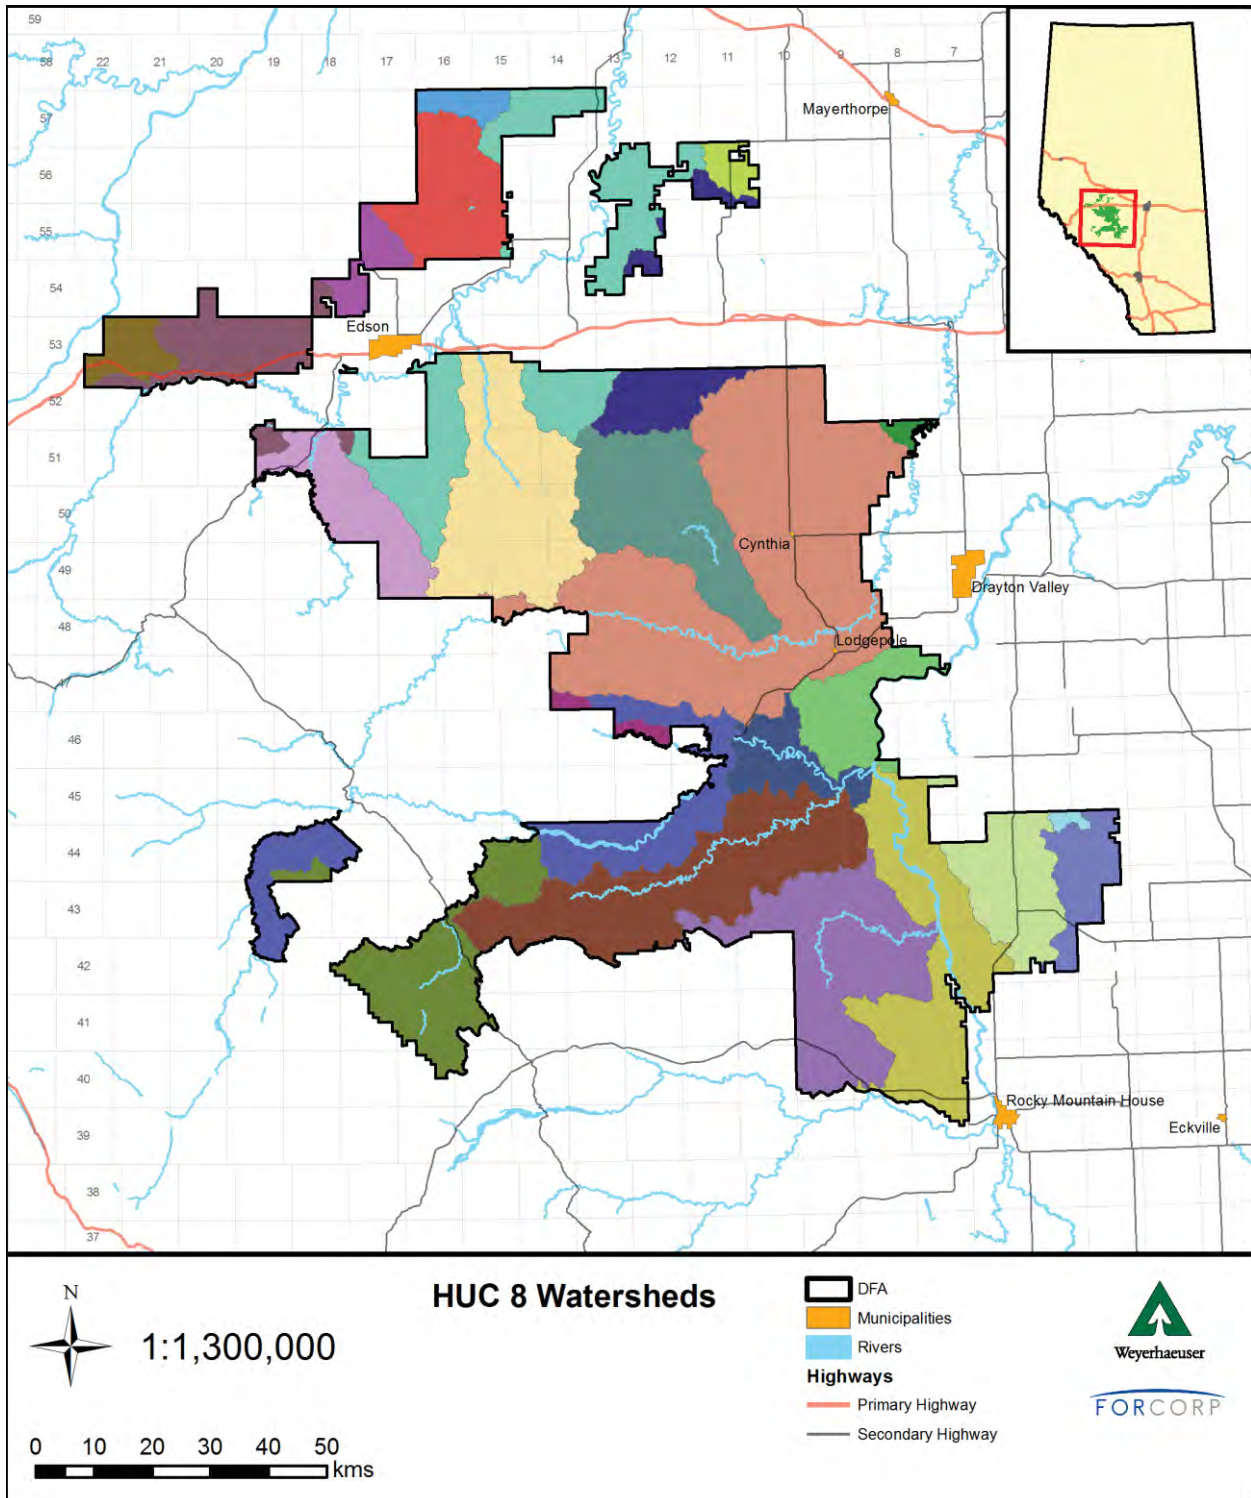 59
58 22 21 20 19 18 17 16 15 14 13 12 11 10 9 8 7
Mayerthorpe
57
56
55
54
Edson
53
52
51
50
Cynthia
49
Drayton Valley
48
Lodgepole
47
46
45
44
43
42
41
40
Rocky Mountain House
39
Eckville
38
37
N
1:1,300,000
0 10 20 30 40 50
kms
HUC 8 Watersheds
DFA
Municipalities
Rivers
Highways
Primary Highway
Secondary Highway
Weyerhaeuser
FORCORP